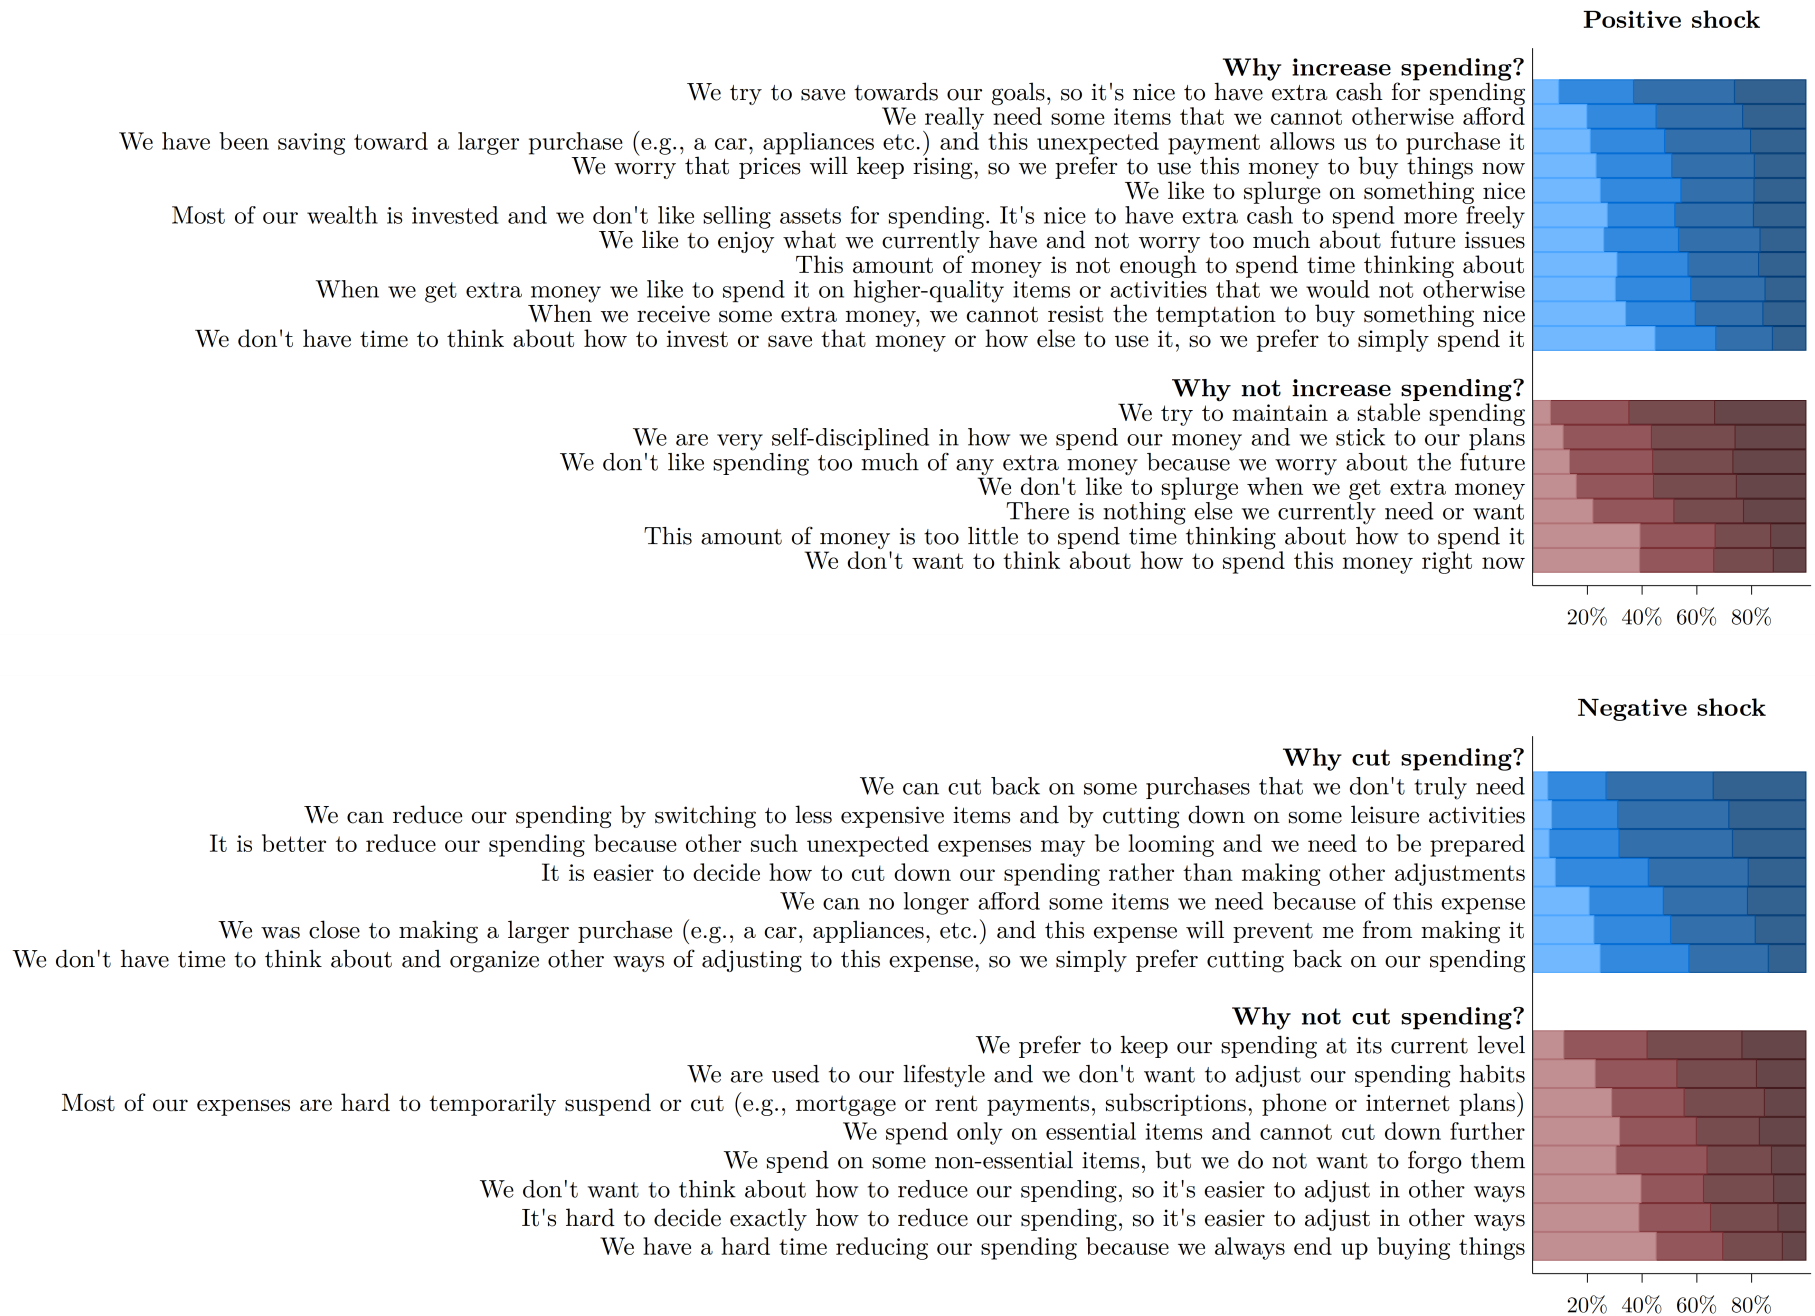 Positive shock
Why increase spending?
We try to save towards our goals, so it's nice to have extra cash for spending
We really need some items that we cannot otherwise afford
We have been saving toward a larger purchase (e.g., a car, appliances etc.) and this unexpected payment allows us to purchase it
We worry that prices will keep rising, so we prefer to use this money to buy things now
We like to splurge on something nice
Most of our wealth is invested and we don't like selling assets for spending. It's nice to have extra cash to spend more freely
We like to enjoy what we currently have and not worry too much about future issues
This amount of money is not enough to spend time thinking about
When we get extra money we like to spend it on higher-quality items or activities that we would not otherwise
When we receive some extra money, we cannot resist the temptation to buy something nice
We don't have time to think about how to invest or save that money or how else to use it, so we prefer to simply spend it
Why not increase spending?
We try to maintain a stable spending
We are very self-disciplined in how we spend our money and we stick to our plans
We don't like spending too much of any extra money because we worry about the future
We don't like to splurge when we get extra money
There is nothing else we currently need or want
This amount of money is too little to spend time thinking about how to spend it
We don't want to think about how to spend this money right now
20% 40% 60% 80%
Negative shock
Why cut spending?
We can cut back on some purchases that we don't truly need
We can reduce our spending by switching to less expensive items and by cutting down on some leisure activities
It is better to reduce our spending because other such unexpected expenses may be looming and we need to be prepared
It is easier to decide how to cut down our spending rather than making other adjustments
We can no longer afford some items we need because of this expense
We was close to making a larger purchase (e.g., a car, appliances, etc.) and this expense will prevent me from making it
We don't have time to think about and organize other ways of adjusting to this expense, so we simply prefer cutting back on our spending
Why not cut spending?
We prefer to keep our spending at its current level
We are used to our lifestyle and we don't want to adjust our spending habits
Most of our expenses are hard to temporarily suspend or cut (e.g., mortgage or rent payments, subscriptions, phone or internet plans)
We spend only on essential items and cannot cut down further
We spend on some non-essential items, but we do not want to forgo them
We don't want to think about how to reduce our spending, so it's easier to adjust in other ways
It's hard to decide exactly how to reduce our spending, so it's easier to adjust in other ways
We have a hard time reducing our spending because we always end up buying things
20% 40% 60% 80%